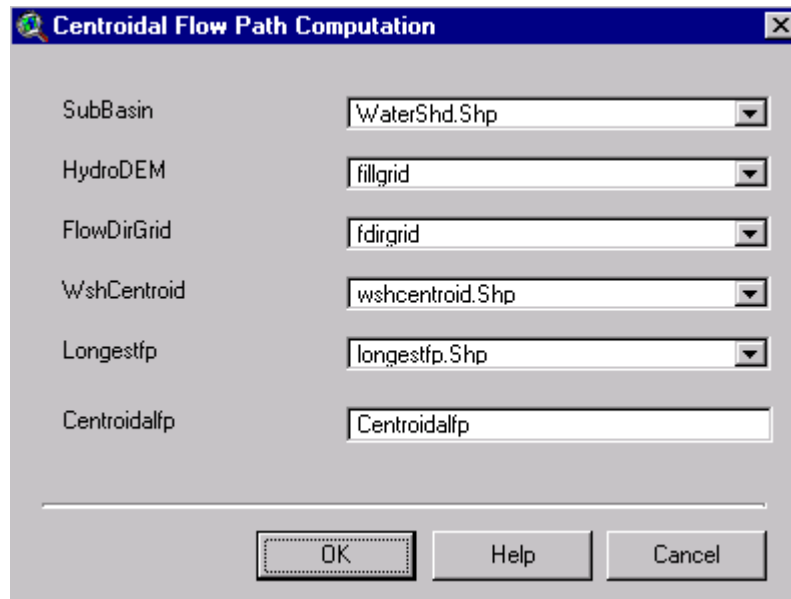 Centroidal Flow Path Computation
SubBasin WaterShd.Shp
HydroDEM fillgrid
FlowDirGrid fdirgrid
WshCentroid wshcentroid.Shp
Longestfp longestfp.Shp
Centroidalfp Centroidalfp
OK Help Cancel